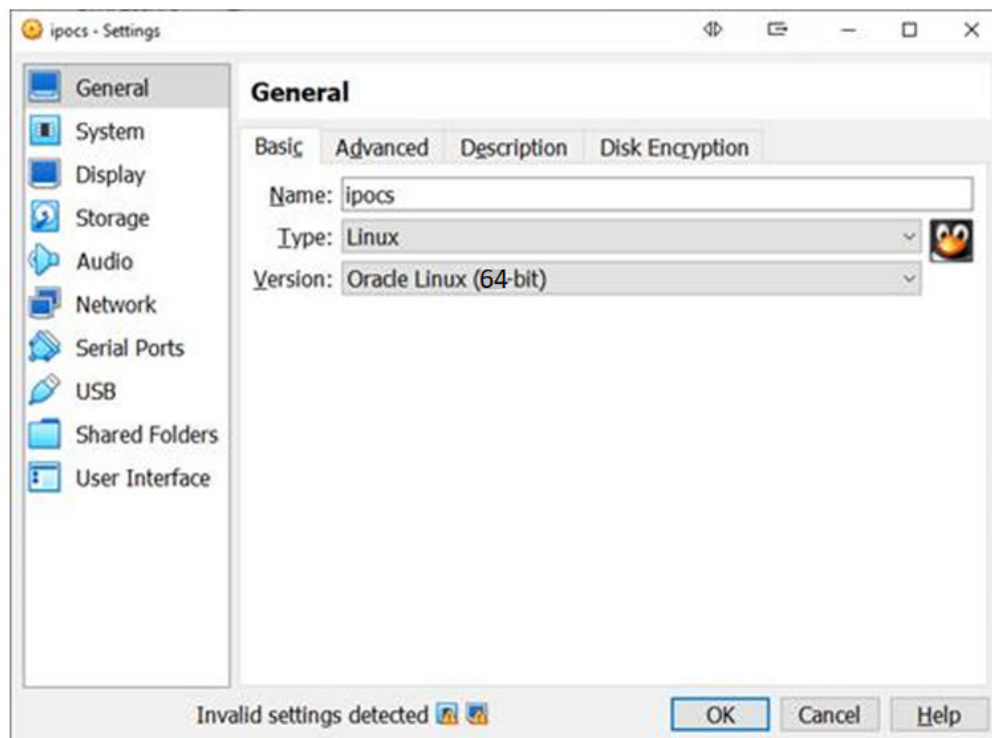 ipocs - Settings
General
System
Display
Storage
Audio
Network
Serial Ports
USB
Shared Folders
User Interface
General
Basic Advanced Description Disk Encryption
Name: ipocs
Type: Linux
Version: Oracle Linux (64-bit)
Invalid settings detected
OK Cancel Help